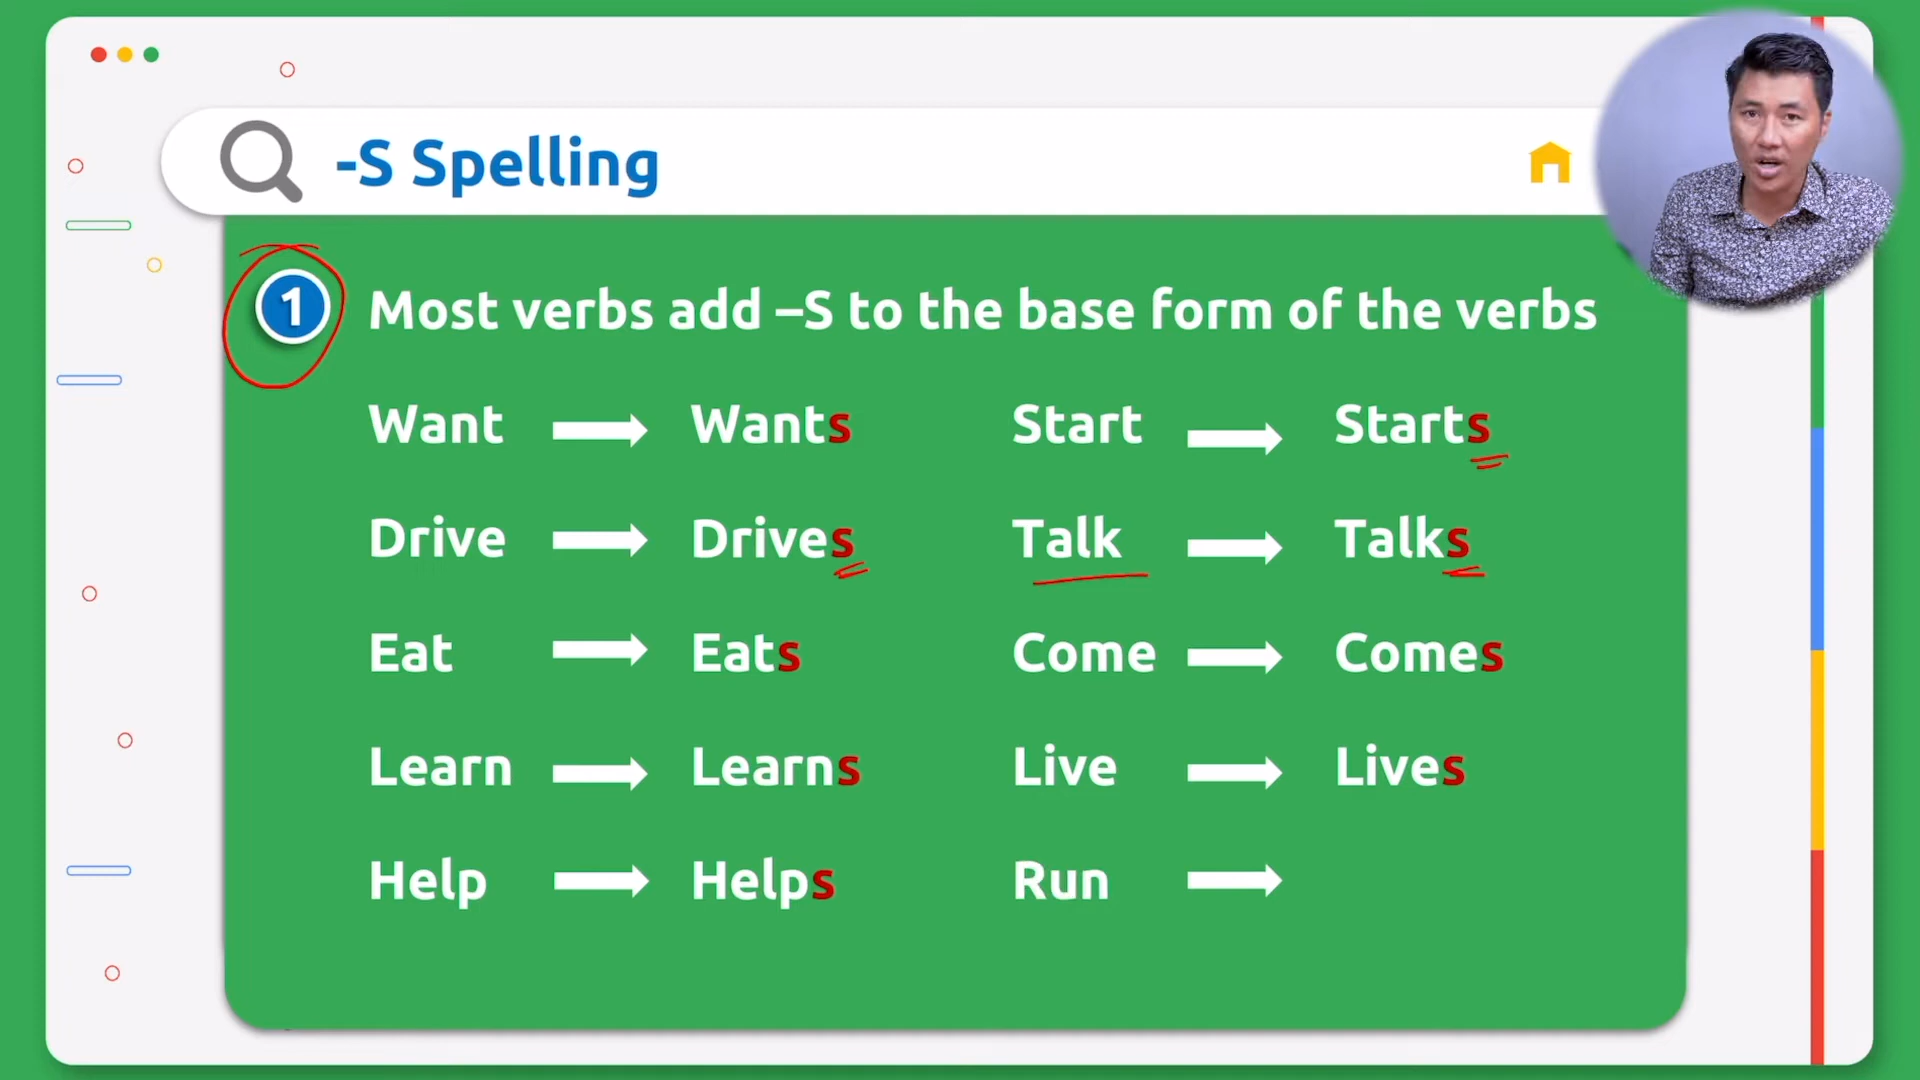 -S Spelling
1 Most verbs add –S to the base form of the verbs
Want Wants Start Starts
Drive Drives Talk Talks
Eat Eats Come Comes
Learn Learns Live Lives
Help Helps Run